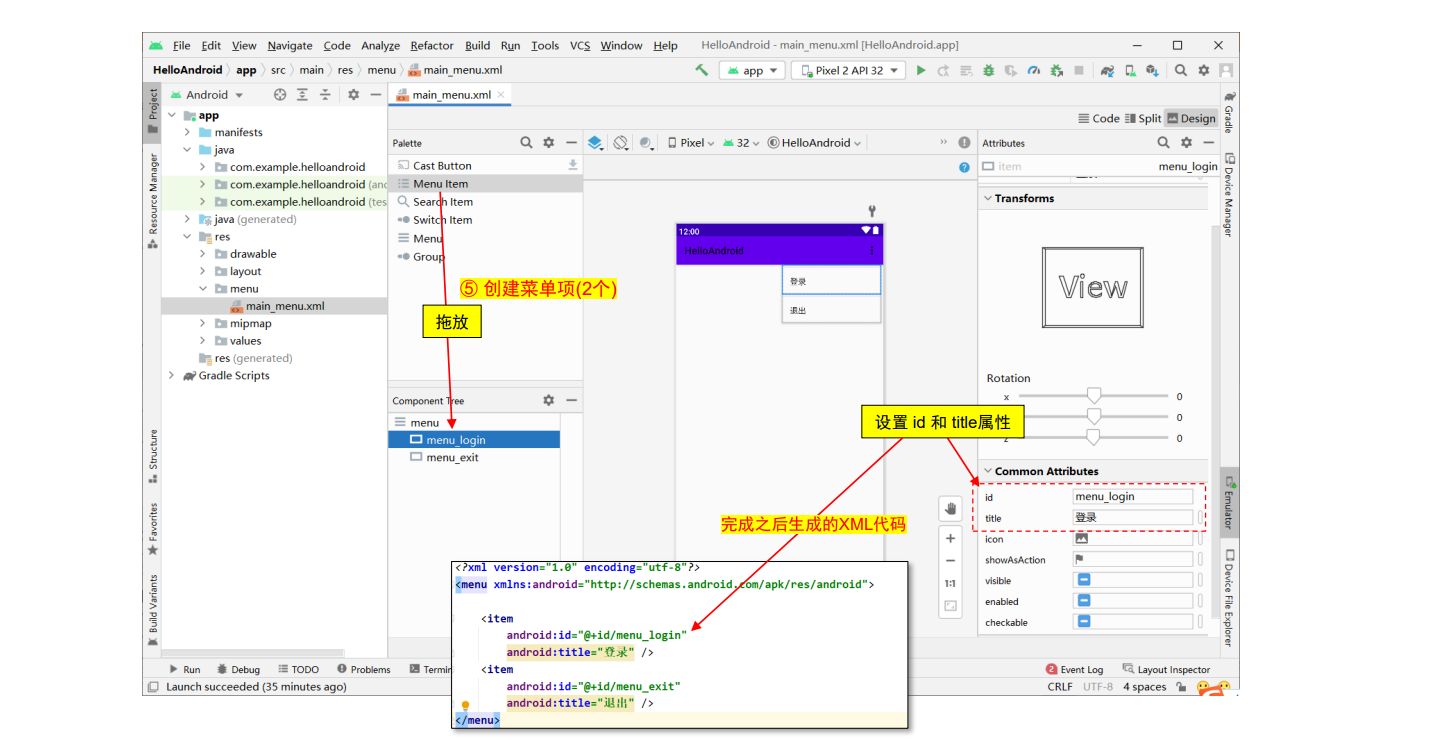 File Edit View Navigate Code Analyze Refactor Build Run Tools VCS Window Help HelloAndroid - main_menu.xml [HelloAndroid.app]
HelloAndroid app src main res menu main_menu.xml app Pixel 2 API 32
Project
Resource Manager
Structure
Favorites
Build Variants
Android
app
manifests
java
com.example.helloandroid
com.example.helloandroid (and
com.example.helloandroid (tes
java (generated)
res
drawable
layout
menu
main_menu.xml
mipmap
values
res (generated)
Gradle Scripts
main_menu.xml
Code Split Design
Palette
Cast Button
Menu Item
Search Item
Switch Item
Menu
Group
⑤ 创建菜单项(2个)
拖放
Component Tree
menu
menu_login
menu_exit
Pixel 32 HelloAndroid
12:00
HelloAndroid
登录
退出
设置 id 和 title属性
完成之后生成的XML代码
1:1
Attributes
item menu_login
Transforms
View
Rotation
x 0
0
z 0
Common Attributes
id menu_login
title 登录
icon
showAsAction
visible
enabled
checkable
Gradle
Device Manager
Emulator
Device File Explorer
<?xml version="1.0" encoding="utf-8"?>
<menu xmlns:android="http://schemas.android.com/apk/res/android">
<item
android:id="@+id/menu_login"
android:title="登录" />
<item
android:id="@+id/menu_exit"
android:title="退出" />
</menu>
Run Debug TODO Problems Termin
2 Event Log Layout Inspector
Launch succeeded (35 minutes ago)
CRLF UTF-8 4 spaces